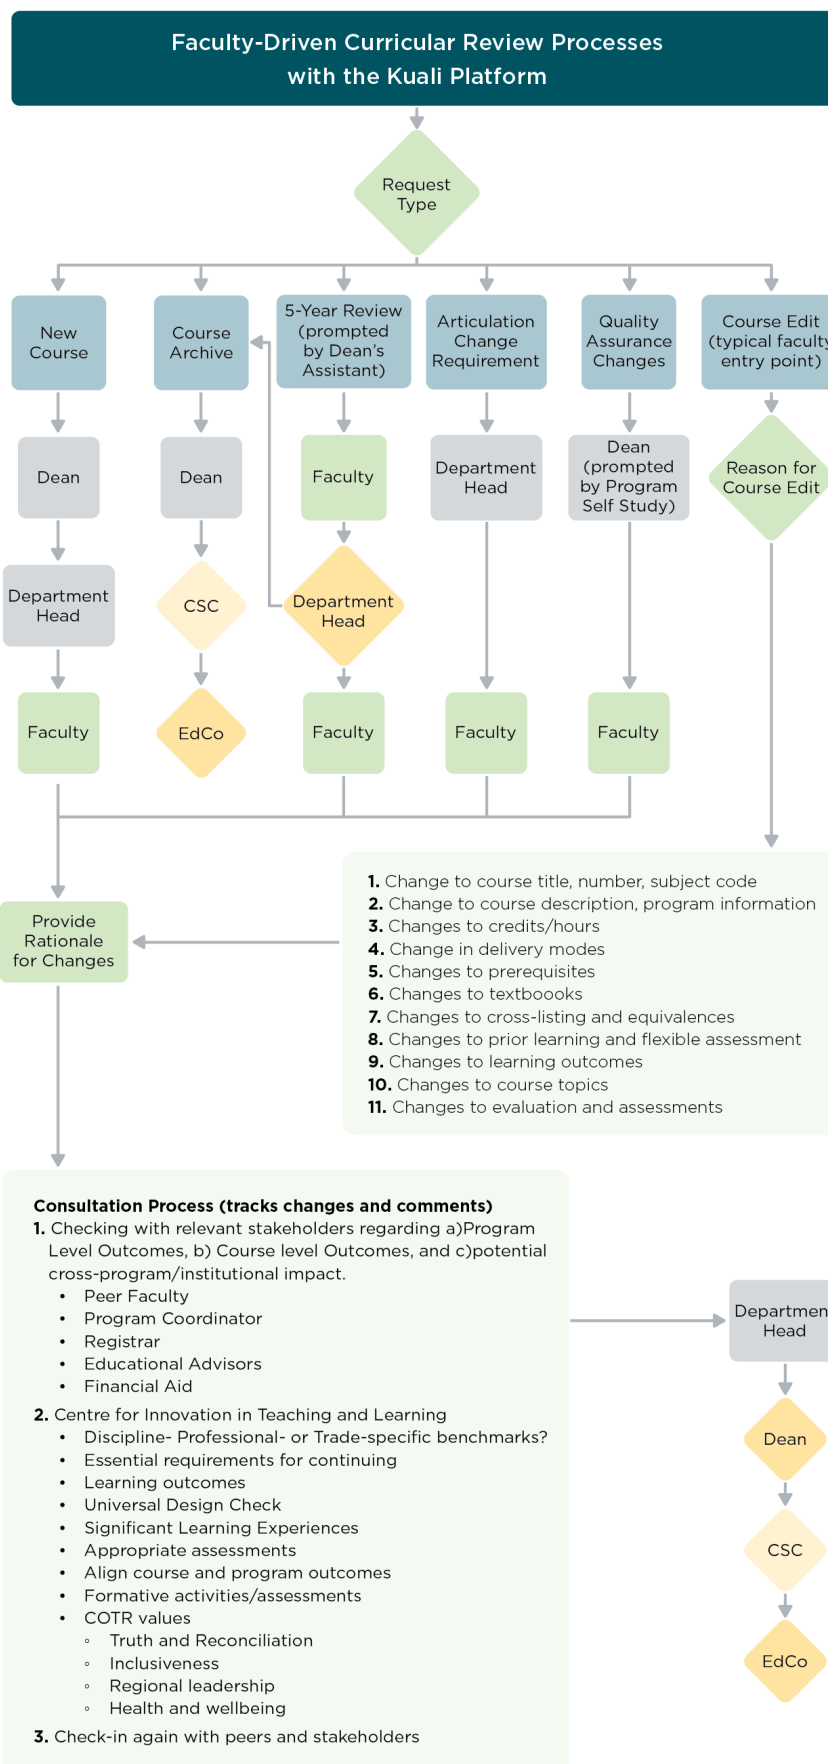 Faculty-Driven Curricular Review Processes
with the Kuali Platform
Request
Type
New
Course
Course
Archive
5-Year Review
(prompted
by Dean's
Assistant)
Articulation
Change
Requirement
Quality
Assurance
Changes
Course Edit
(typical faculty
entry point)
Dean
Dean
Faculty
Department
Head
Dean
(prompted
by Program
Self Study)
Reason for
Course Edit
Department
Head
CSC
Department
Head
Faculty
EdCo
Faculty
Faculty
Faculty
1. Change to course title, number, subject code
2. Change to course description, program information
3. Changes to credits/hours
4. Change in delivery modes
5. Changes to prerequisites
6. Changes to textboooks
7. Changes to cross-listing and equivalences
8. Changes to prior learning and flexible assessment
9. Changes to learning outcomes
10. Changes to course topics
11. Changes to evaluation and assessments
Provide
Rationale
for Changes
Consultation Process (tracks changes and comments)
1. Checking with relevant stakeholders regarding a)Program
Level Outcomes, b) Course level Outcomes, and c)potential
cross-program/institutional impact.
• Peer Faculty
• Program Coordinator
• Registrar
• Educational Advisors
• Financial Aid
2. Centre for Innovation in Teaching and Learning
• Discipline- Professional- or Trade-specific benchmarks?
• Essential requirements for continuing
• Learning outcomes
• Universal Design Check
• Significant Learning Experiences
• Appropriate assessments
• Align course and program outcomes
• Formative activities/assessments
• COTR values
◦ Truth and Reconciliation
◦ Inclusiveness
◦ Regional leadership
◦ Health and wellbeing
3. Check-in again with peers and stakeholders
Departmen
Head
Dean
CSC
EdCo